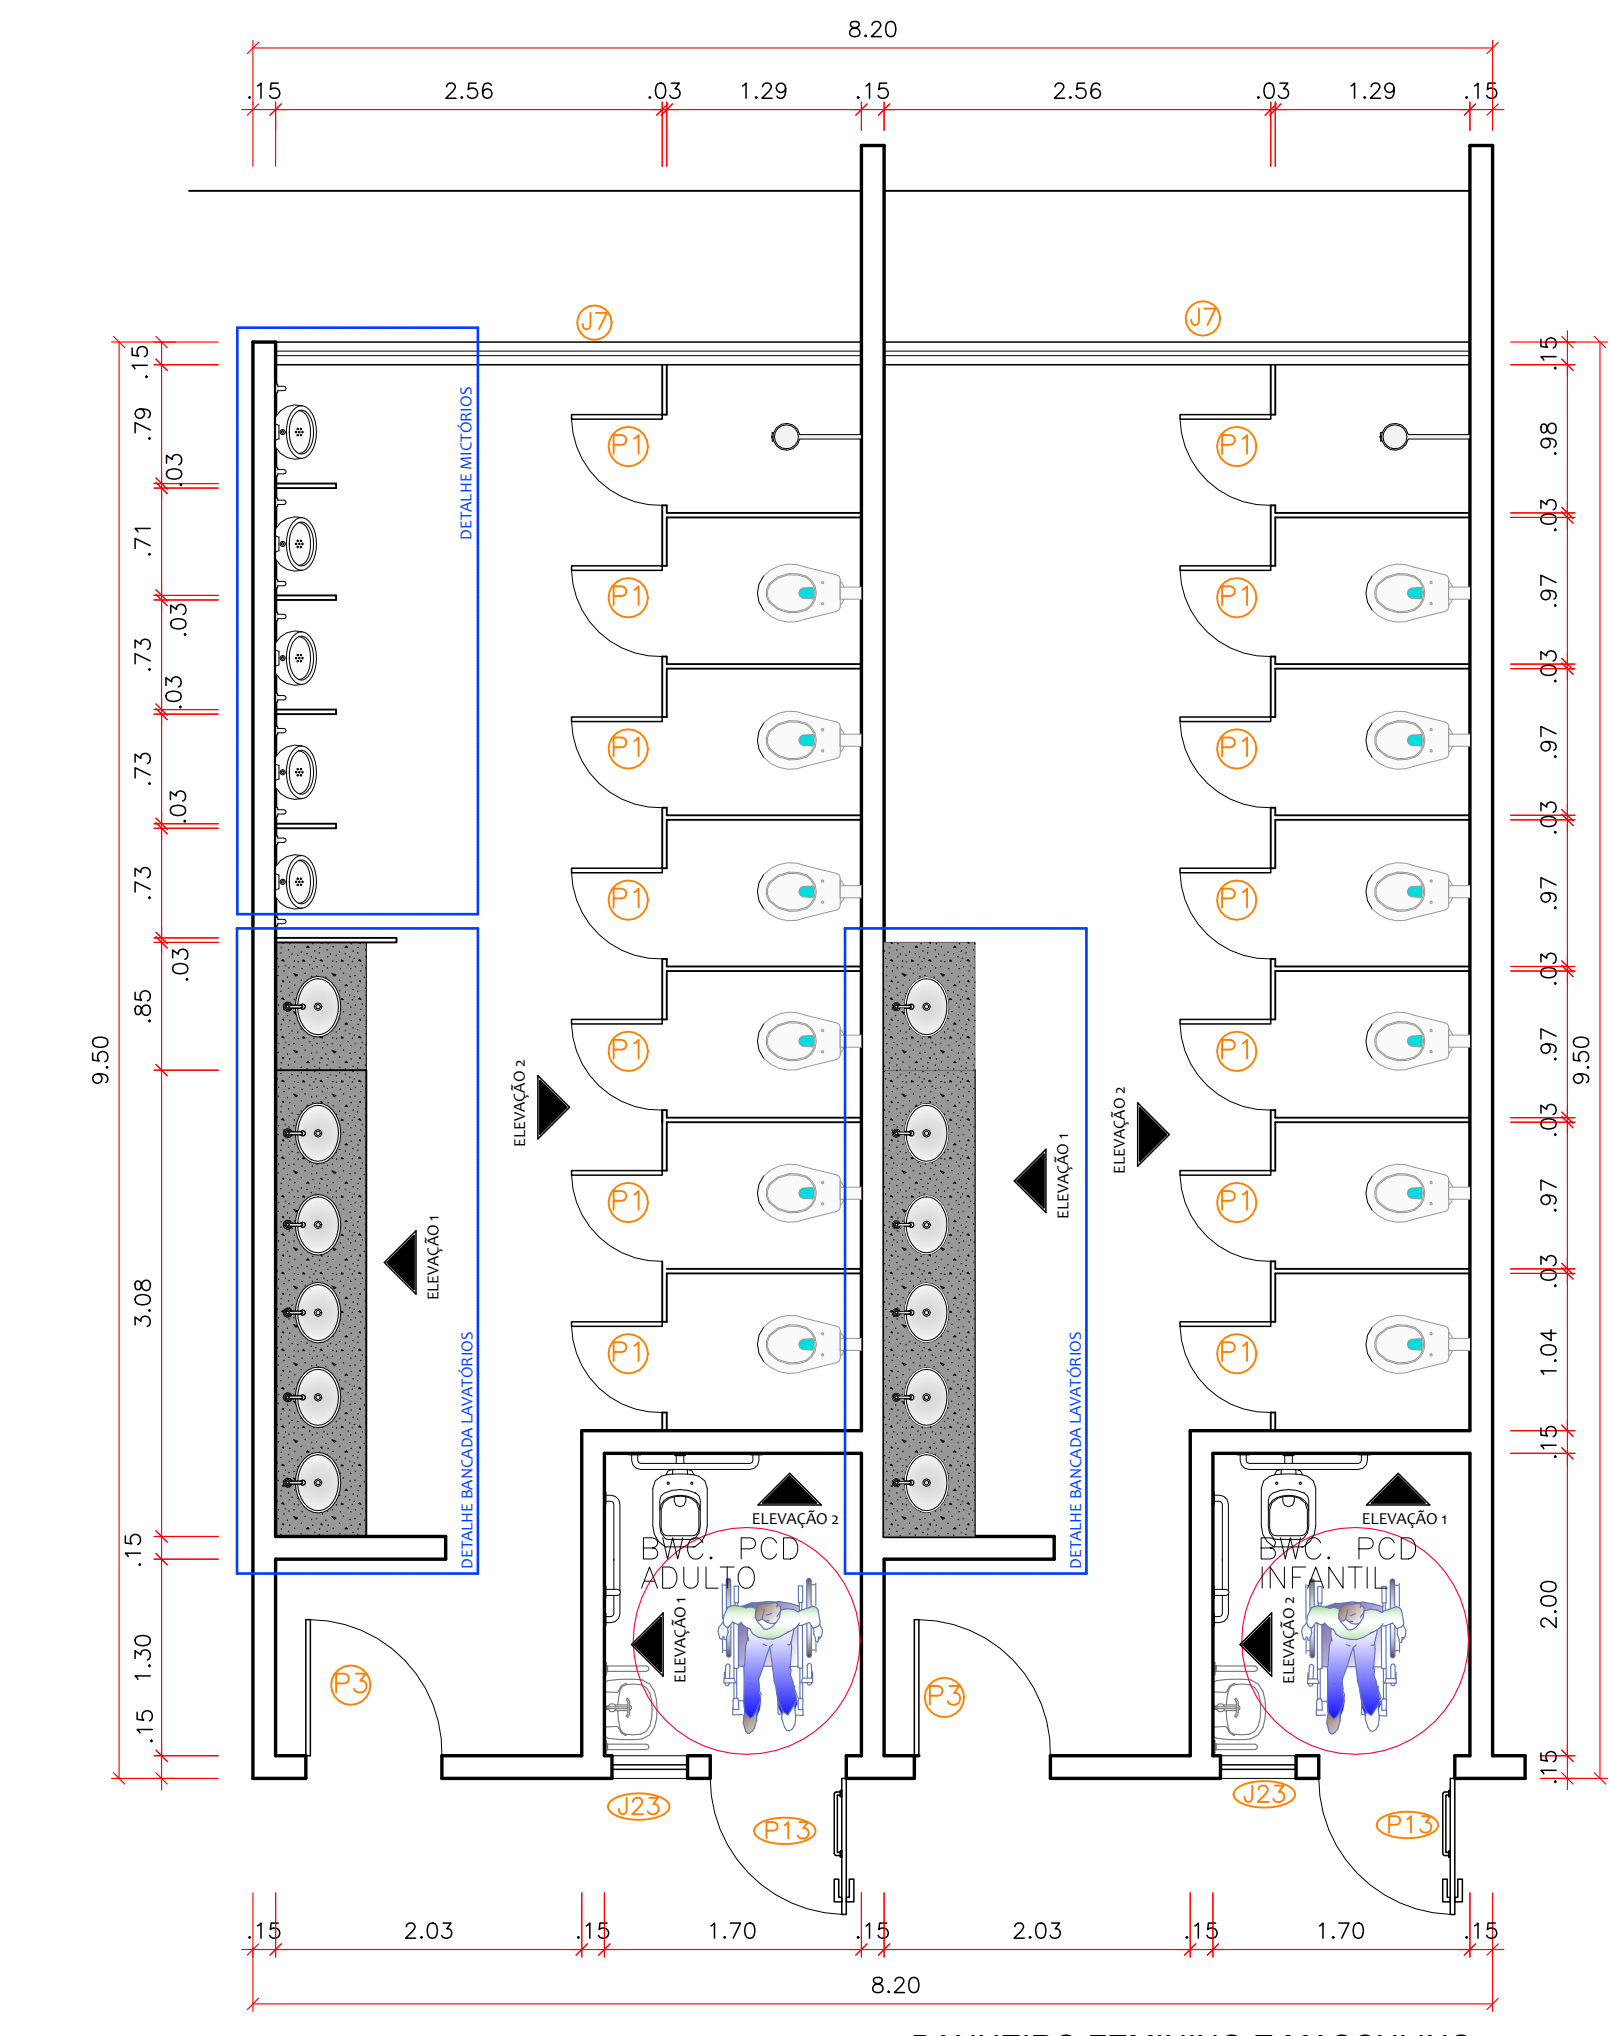 8.20
.15 2.56 .03 1.29 .15 2.56 .03 1.29 .15
J7 J7
.15 .15
.79 DETALHE MICTÓRIOS P1 P1 .98
.03 .03
.71 P1 P1 .97
.03 .03
.73 P1 P1 .97
.03 .03
.73 P1 P1 .97
.03 .03
.73 P1 P1 .97
.03 .03
.85 P1 P1 .97
9.50 ELEVAÇÃO 2 ELEVAÇÃO 1 ELEVAÇÃO 2 9.50
ELEVAÇÃO 1 .03
3.08 P1 P1 1.04
DETALHE BANCADA LAVATÓRIOS DETALHE BANCADA LAVATÓRIOS
.15
ELEVAÇÃO 2 ELEVAÇÃO 1
.15 BWC. PCD BWC. PCD
ADULTO INFANTIL
ELEVAÇÃO 1 ELEVAÇÃO 2 2.00
1.30 P3 P3
.15 .15
J23 P13 J23 P13
.15 2.03 .15 1.70 .15 2.03 .15 1.70 .15
8.20